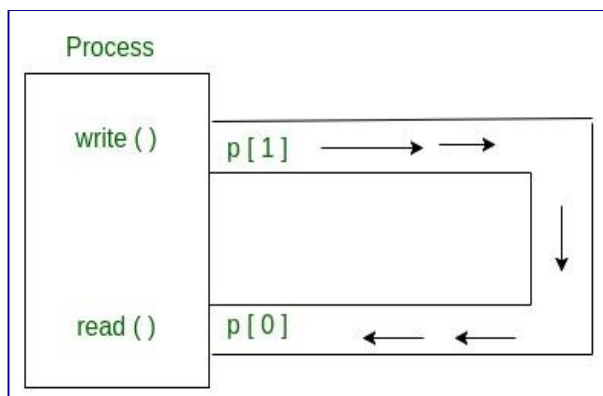 Process
write ( )
p [ 1 ]
read ( )
p [ 0 ]